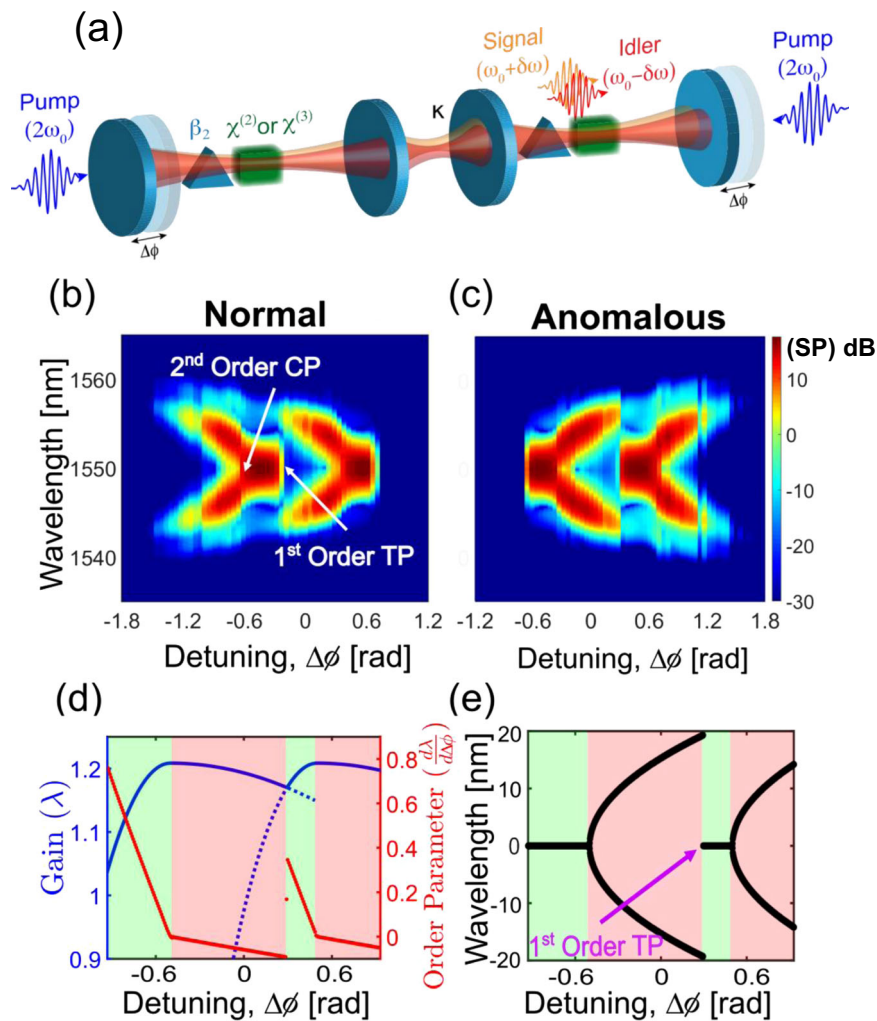 (a)
Signal
(ω₀+δω)
Idler
(ω₀-δω)
Pump
(2ω₀)
Pump
(2ω₀)
β₂
χ⁽²⁾or χ⁽³⁾
κ
Δϕ
Δϕ
(b)
Normal
(c)
Anomalous
(SP) dB
Wavelength [nm]
1560
1550
1540
2nd Order CP
1st Order TP
-1.8 -0.6 0 0.6 1.2
-1.2 -0.6 0 0.6 1.2 1.8
10
0
-10
-20
-30
Detuning, Δϕ [rad]
Detuning, Δϕ [rad]
(d)
Gain (λ)
1.2
1.1
1
0.9
0.8
0.6
0.4
0.2
0
Order Parameter (dλ/dΔϕ)
-0.6 0 0.6
Detuning, Δϕ [rad]
(e)
Wavelength [nm]
20
10
0
-10
-20
1st Order TP
-0.6 0 0.6
Detuning, Δϕ [rad]